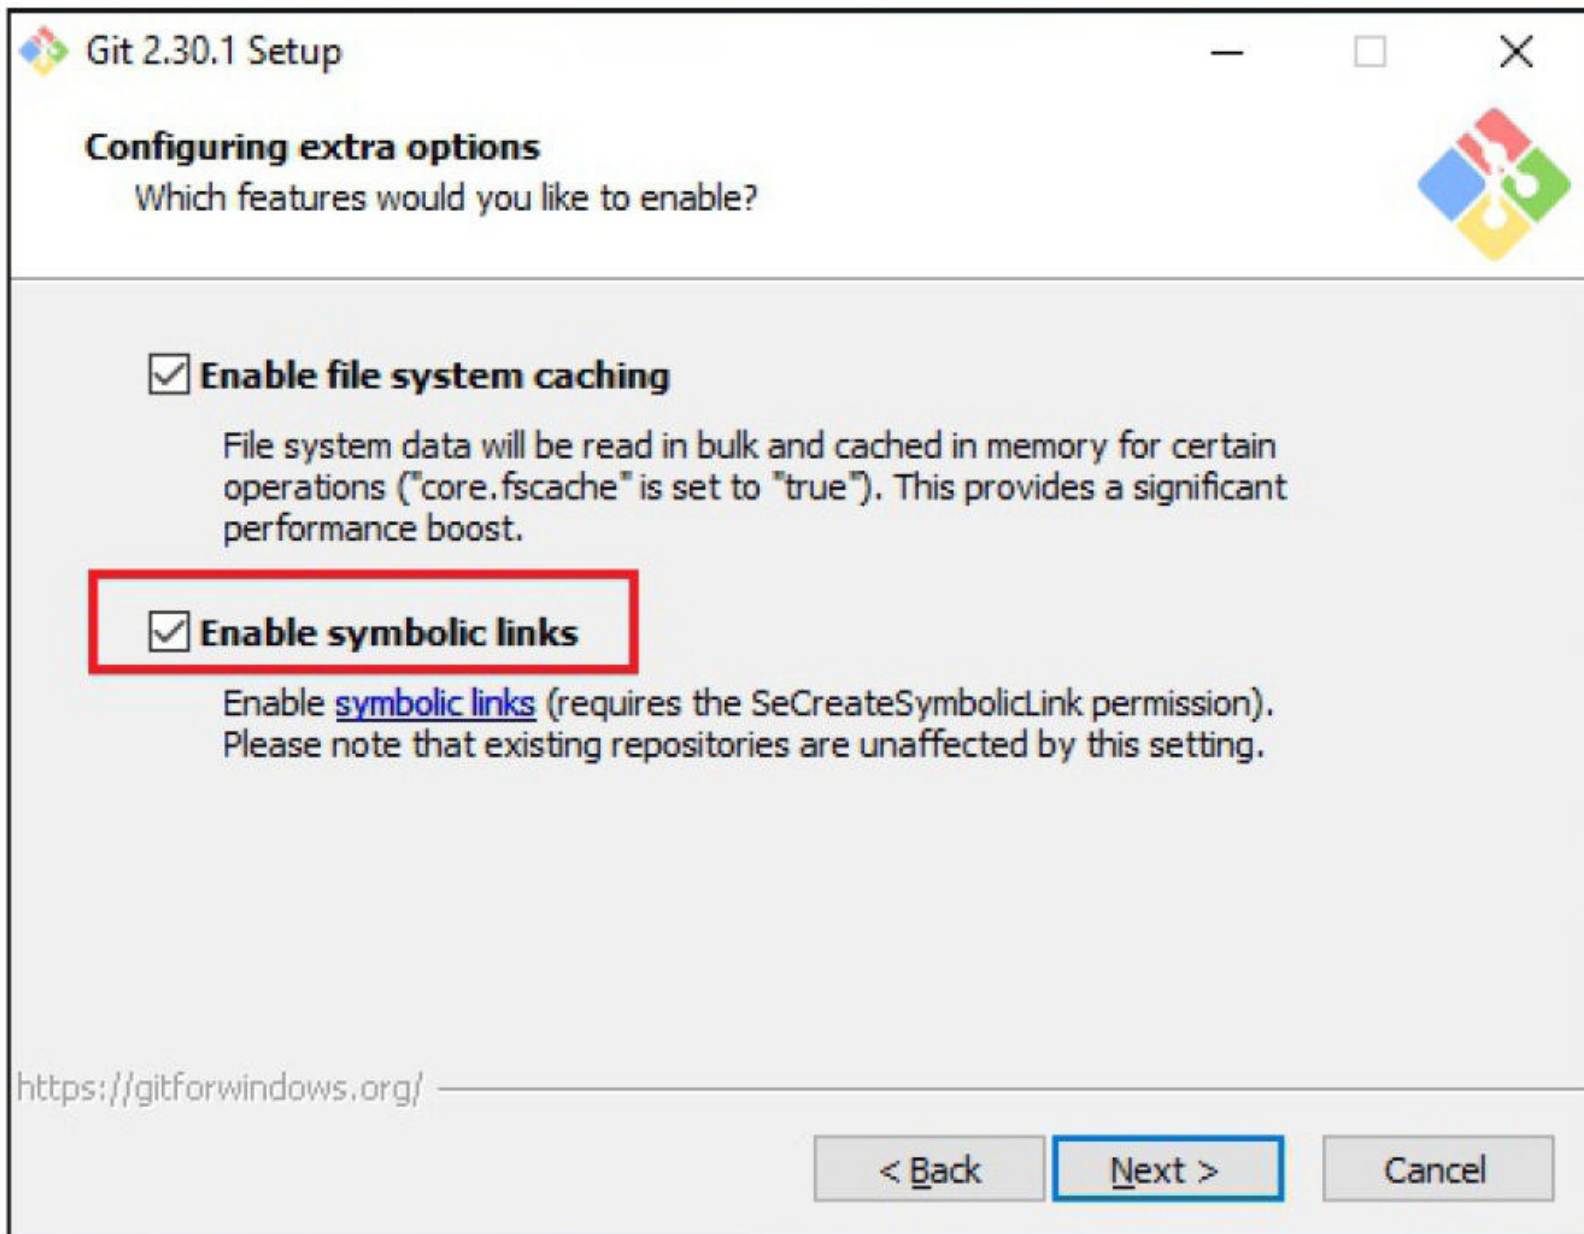 Git 2.30.1 Setup
Configuring extra options
Which features would you like to enable?
Enable file system caching
File system data will be read in bulk and cached in memory for certain
operations ("core.fscache" is set to "true"). This provides a significant
performance boost.
Enable symbolic links
Enable symbolic links (requires the SeCreateSymbolicLink permission).
Please note that existing repositories are unaffected by this setting.
https://gitforwindows.org/
< Back
Next >
Cancel